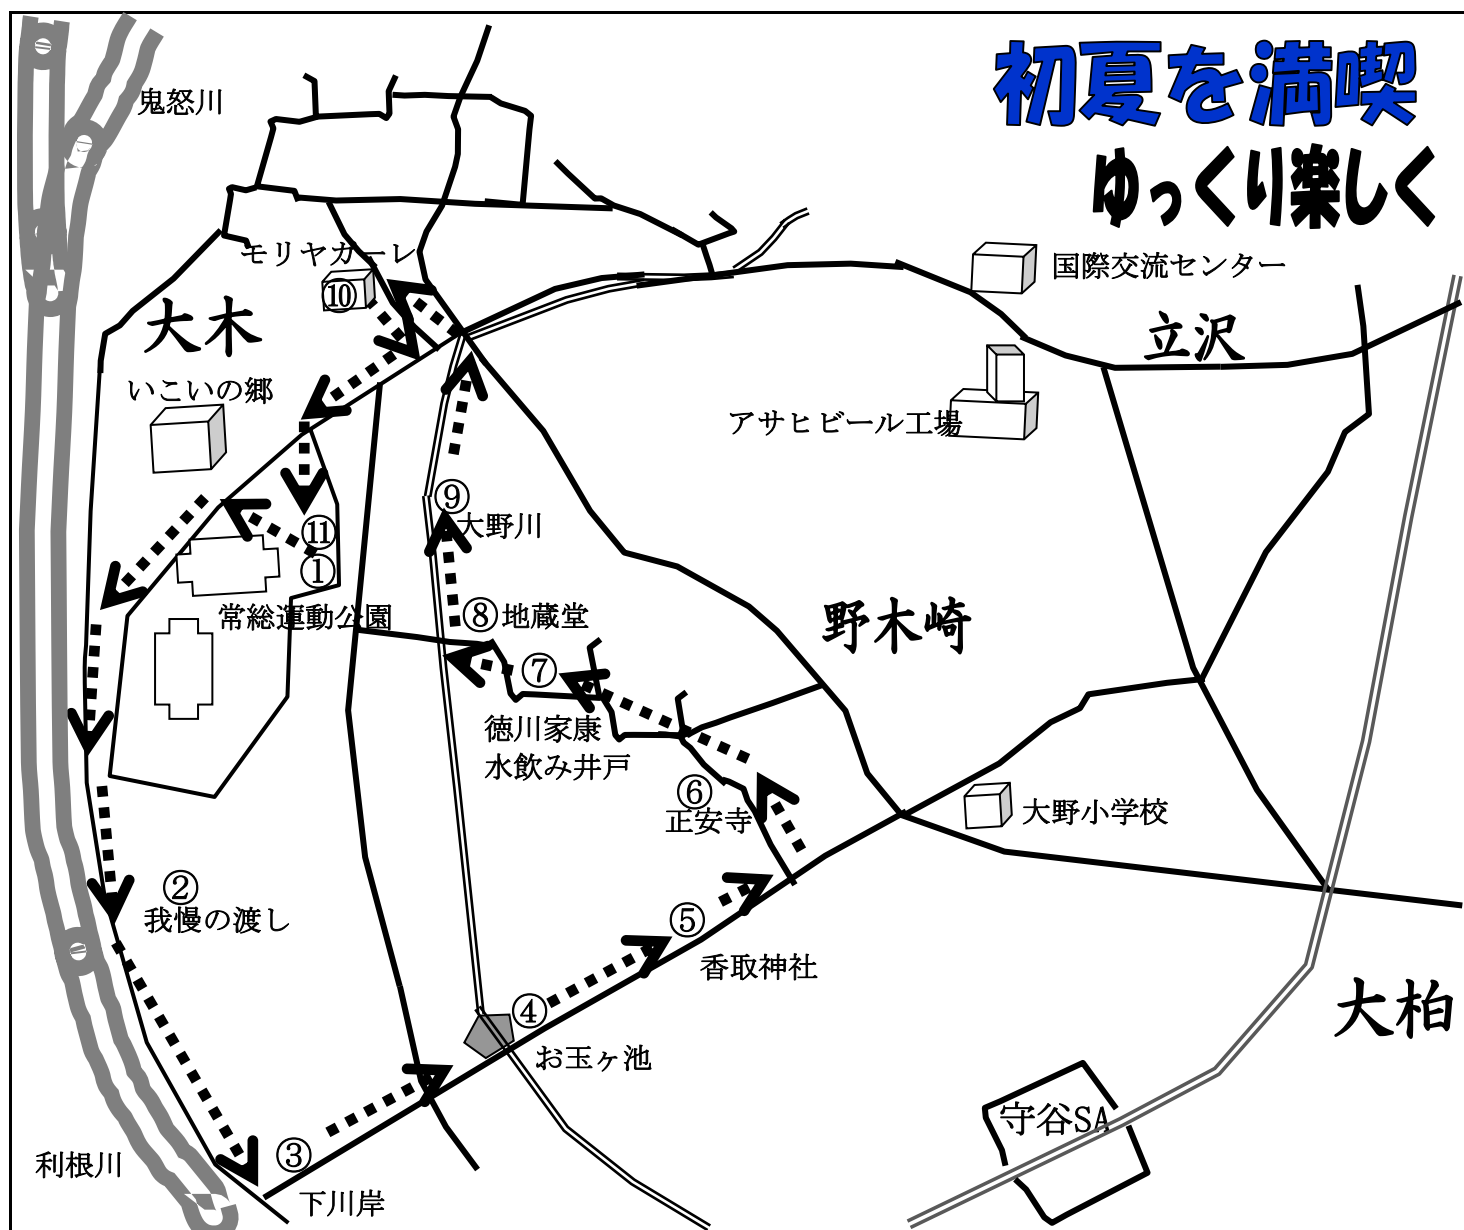 初夏を満喫
ゆっくり楽しく
鬼怒川
モリヤガーレ
⑩
国際交流センター
大木
立沢
いこいの郷
アサヒビール工場
⑨
大野川
⑪
①
常総運動公園
⑧
地蔵堂
野木崎
⑦
徳川家康
水飲み井戸
⑥
正安寺
大野小学校
②
我慢の渡し
⑤
香取神社
④
お玉ヶ池
大柏
守谷SA
利根川
③
下川岸